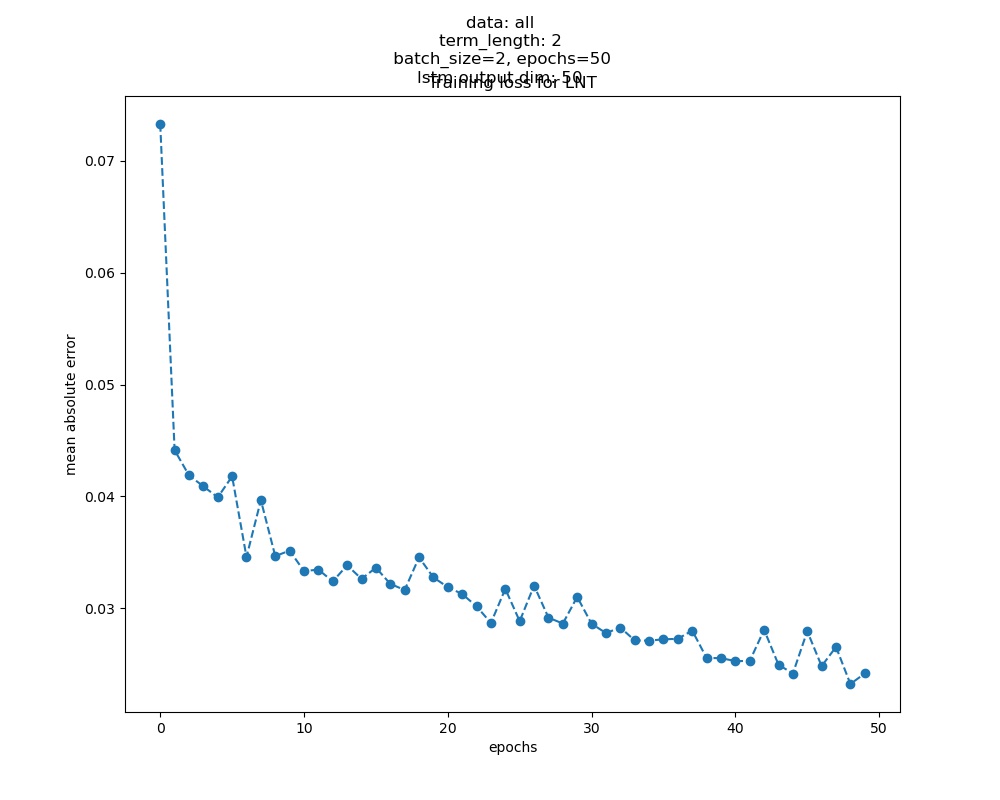 data: all
term_length: 2
batch_size=2, epochs=50
lstm output dim: 50
Training loss for LNT
0.07
0.06
0.05
0.04
0.03
mean absolute error
0 10 20 30 40 50
epochs